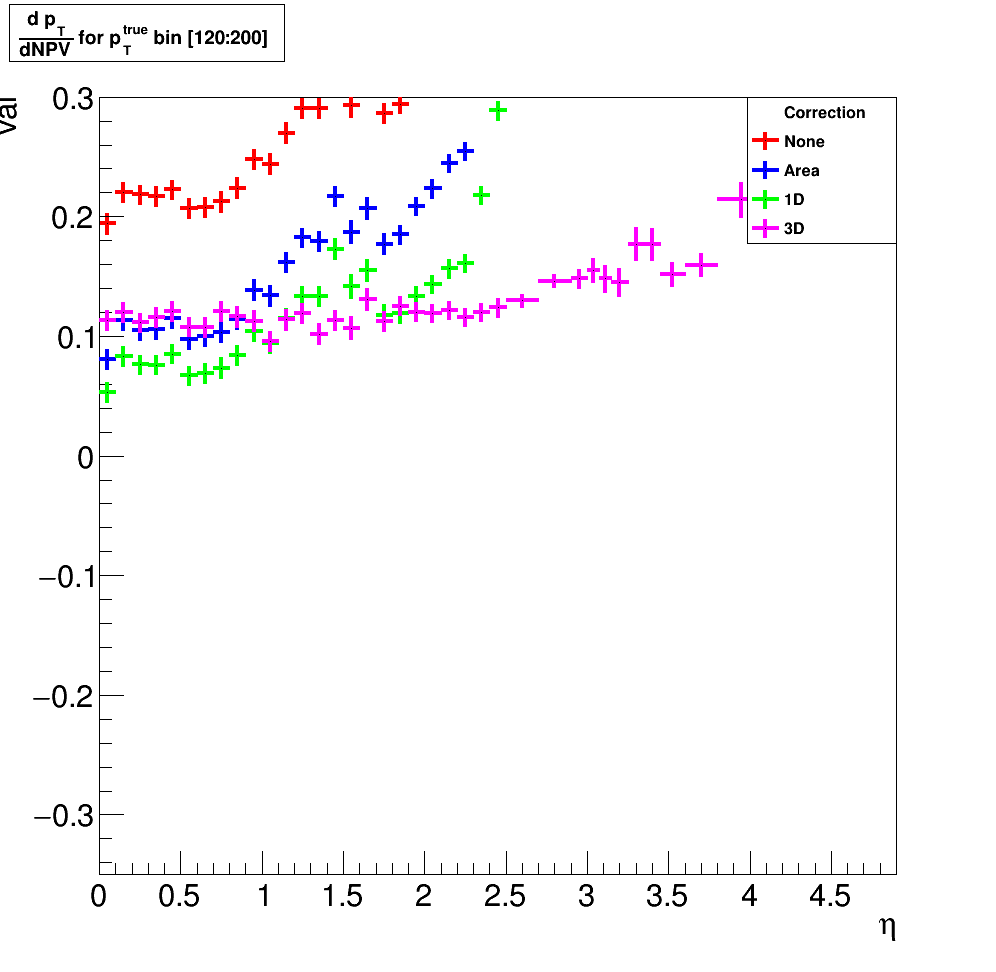 d p_T
dNPV
for p_T^true bin [120:200]
val
0.3
0.2
0.1
0
−0.1
−0.2
−0.3
Correction
None
Area
1D
3D
0 0.5 1 1.5 2 2.5 3 3.5 4 4.5
η